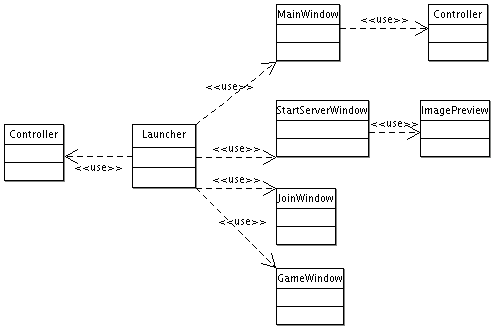 MainWindow
Controller
<<use>>
<<use>>
StartServerWindow
ImagePreview
<<use>>
Controller
Launcher
<<use>>
<<use>>
<<use>>
JoinWindow
<<use>>
GameWindow